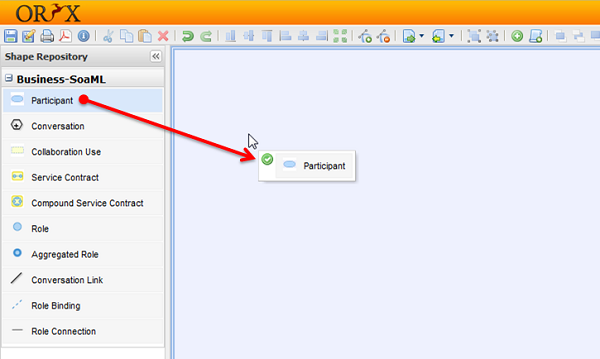 ORYX
Shape Repository
Business-SoaML
Participant
Conversation
Collaboration Use
Service Contract
Compound Service Contract
Role
Aggregated Role
Conversation Link
Role Binding
Role Connection
Participant